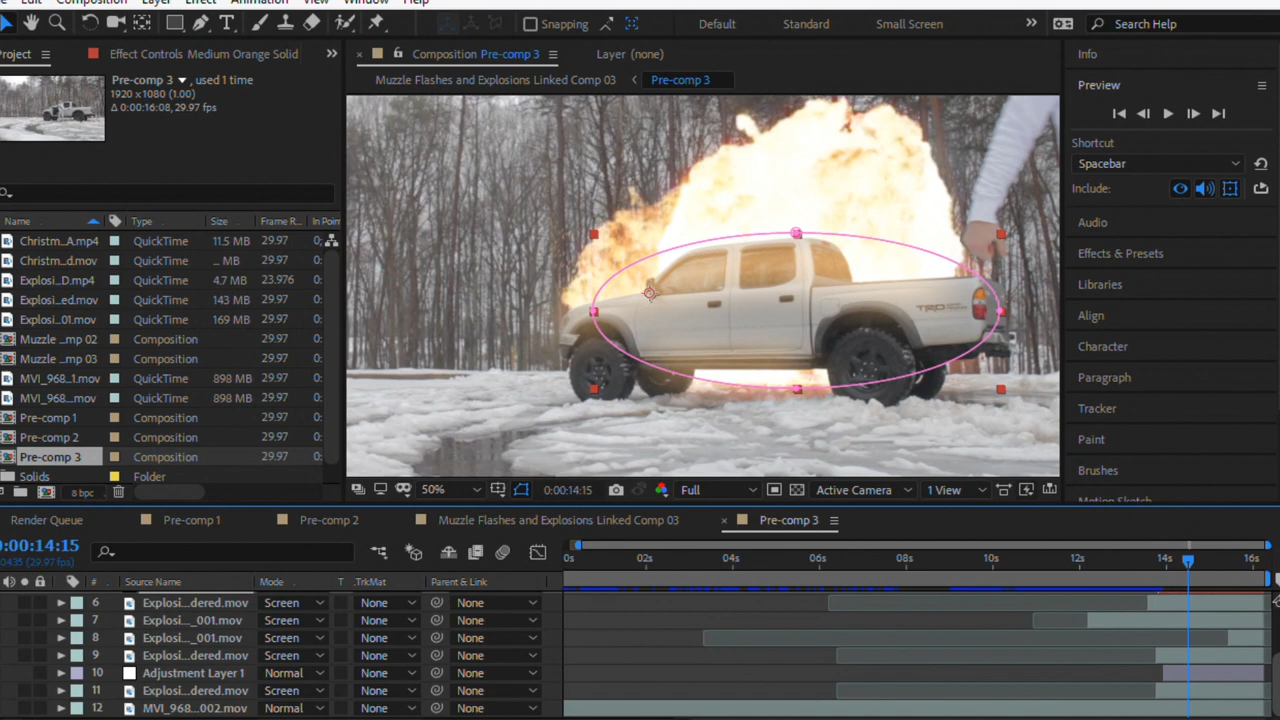 Edit Composition Layer Effect Animation View Window Help
Snapping Default Standard Small Screen Search Help
Project Effect Controls Medium Orange Solid Composition Pre-comp 3 Layer (none) Info
Pre-comp 3 , used 1 time
1920 x1080 (1.00)
Δ 0:00:16:08, 29.97 fps
Muzzle Flashes and Explosions Linked Comp 03 Pre-comp 3
Preview
Shortcut
Spacebar
Include:
Audio
Effects & Presets
Libraries
Align
Character
Paragraph
Tracker
Paint
Brushes
Motion Sketch
Name Type Size Frame R... In Point
Christm...A.mp4 QuickTime 11.5 MB 29.97 0;
Christm...d.mov QuickTime ... MB 29.97 0:
Explosi...D.mp4 QuickTime 4.7 MB 23.976 0:
Explosi...ed.mov QuickTime 143 MB 29.97 0:
Explosi...01.mov QuickTime 169 MB 29.97 0:
Muzzle ...mp 02 Composition 29.97 0:
Muzzle ...mp 03 Composition 29.97 0:
MVI_968...1.mov QuickTime 898 MB 29.97 0:
MVI_968....mov QuickTime 898 MB 29.97 0:
Pre-comp 1 Composition 29.97 0:
Pre-comp 2 Composition 29.97 0:
Pre-comp 3 Composition 29.97 0:
Solids Folder
8 bpc
TRD
50% 0:00:14:15 Full Active Camera 1 View
Render Queue Pre-comp 1 Pre-comp 2 Muzzle Flashes and Explosions Linked Comp 03 Pre-comp 3
0:00:14:15
0435 (29.97 fps)
0s 02s 04s 06s 08s 10s 12s 14s 16s
# Source Name Mode T .TrkMat Parent & Link
6 Explosi...dered.mov Screen None None
7 Explosi..._001.mov Screen None None
8 Explosi..._001.mov Screen None None
9 Explosi...dered.mov Screen None None
10 Adjustment Layer 1 Normal None None
11 Explosi...dered.mov Screen None None
12 MVI_968...002.mov Normal None None